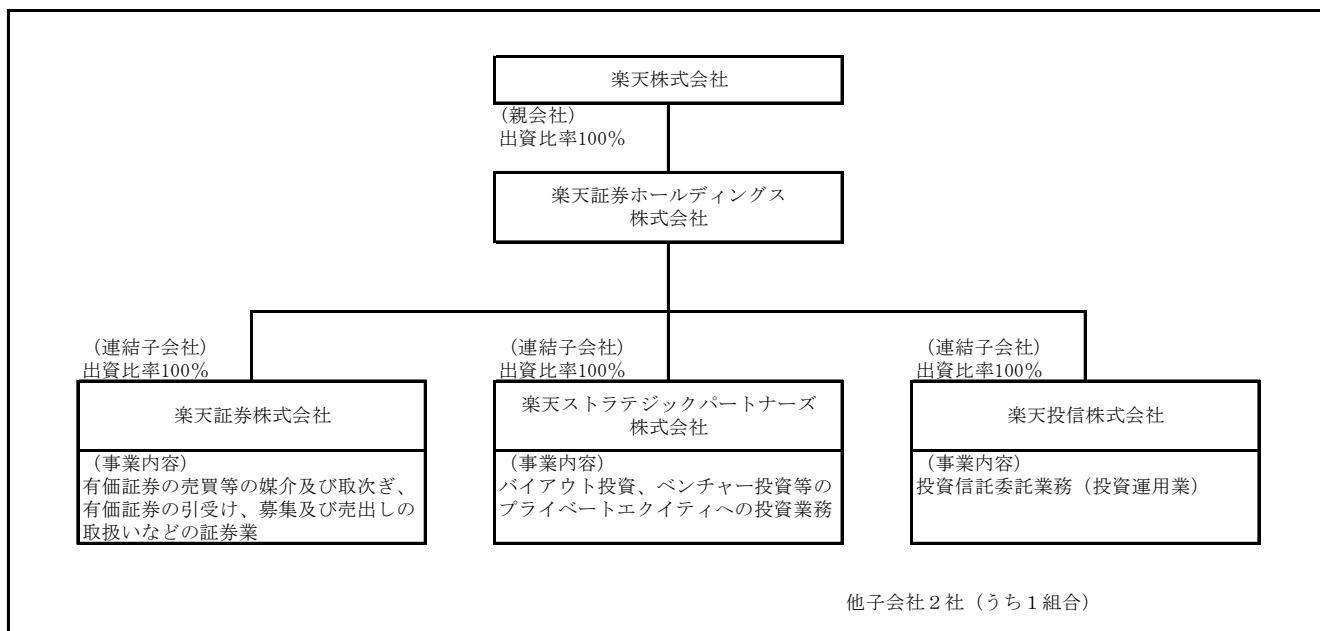 楽天株式会社
(親会社)
出資比率100%
楽天証券ホールディングス
株式会社
(連結子会社)
出資比率100%
楽天証券株式会社
(事業内容)
有価証券の売買等の媒介及び取次ぎ、
有価証券の引受け、募集及び売出しの
取扱いなどの証券業
(連結子会社)
出資比率100%
楽天ストラテジックパートナーズ
株式会社
(事業内容)
バイアウト投資、ベンチャー投資等の
プライベートエクイティへの投資業務
(連結子会社)
出資比率100%
楽天投信株式会社
(事業内容)
投資信託委託業務(投資運用業)
他子会社2社(うち1組合)